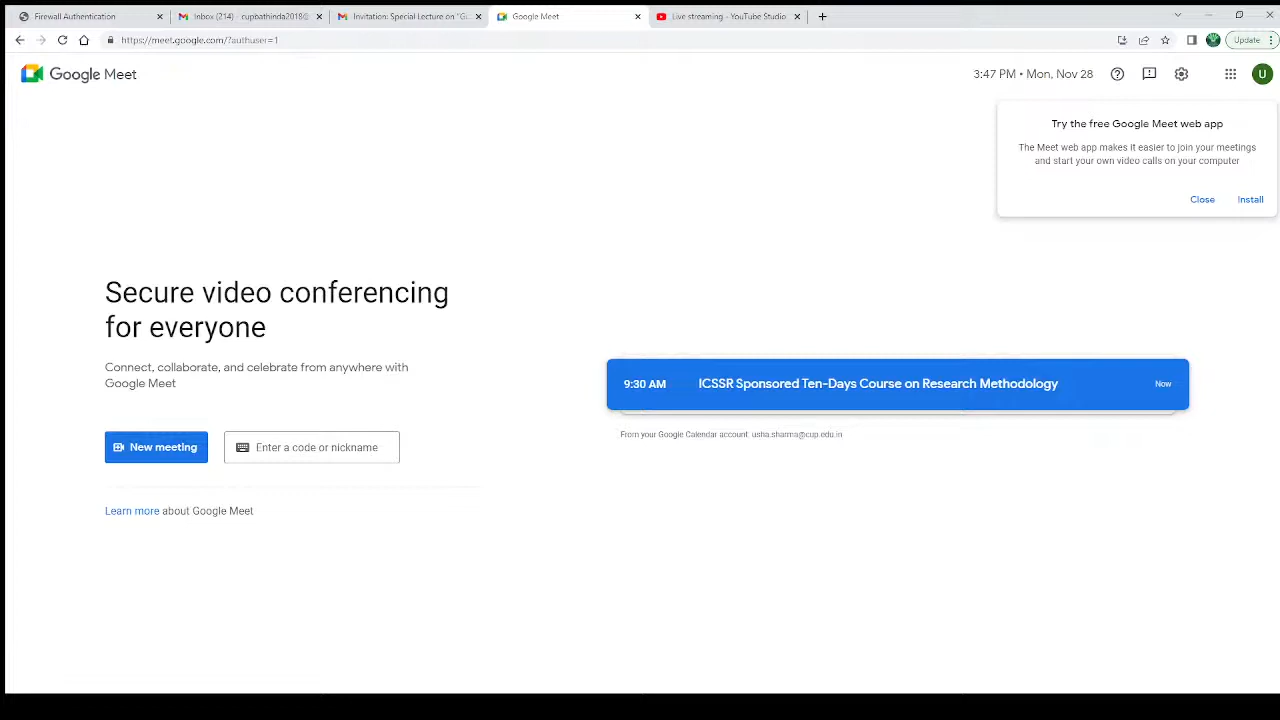 Firewall Authentication
Inbox (214) - cupbathinda2018@
Invitation: Special Lecture on "Gi...
Google Meet
Live streaming - YouTube Studio
https://meet.google.com/?authuser=1
Update
Google Meet
3:47 PM • Mon, Nov 28
U
Try the free Google Meet web app
The Meet web app makes it easier to join your meetings
and start your own video calls on your computer
Close
Install
Secure video conferencing
for everyone
Connect, collaborate, and celebrate from anywhere with
Google Meet
9:30 AM
ICSSR Sponsored Ten-Days Course on Research Methodology
Now
From your Google Calendar account usha.sharma@cup.edu.in
New meeting
Enter a code or nickname
Learn more about Google Meet